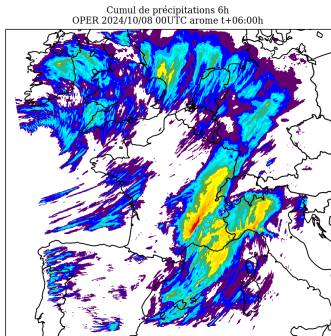 Cumul de précipitations 6h
OPER 2024/10/08 00UTC arome t+06:00h